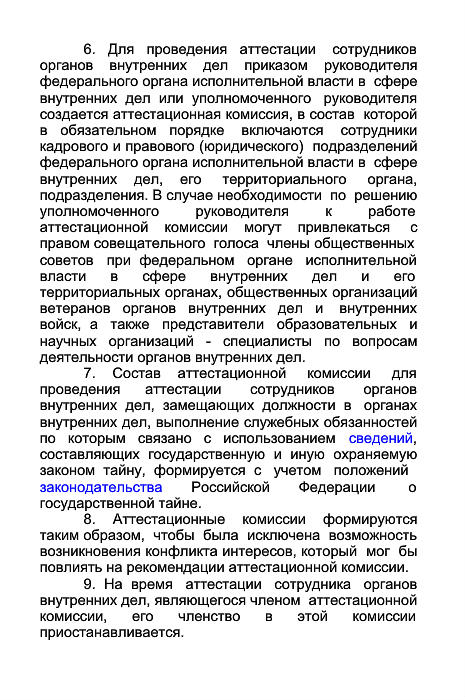 6. Для проведения аттестации сотрудников
органов внутренних дел приказом руководителя
федерального органа исполнительной власти в сфере
внутренних дел или уполномоченного руководителя
создается аттестационная комиссия, в состав которой
в обязательном порядке включаются сотрудники
кадрового и правового (юридического) подразделений
федерального органа исполнительной власти в сфере
внутренних дел, его территориального органа,
подразделения. В случае необходимости по решению
уполномоченного руководителя к работе
аттестационной комиссии могут привлекаться с
правом совещательного голоса члены общественных
советов при федеральном органе исполнительной
власти в сфере внутренних дел и его
территориальных органах, общественных организаций
ветеранов органов внутренних дел и внутренних
войск, а также представители образовательных и
научных организаций - специалисты по вопросам
деятельности органов внутренних дел.
7. Состав аттестационной комиссии для
проведения аттестации сотрудников органов
внутренних дел, замещающих должности в органах
внутренних дел, выполнение служебных обязанностей
по которым связано с использованием сведений,
составляющих государственную и иную охраняемую
законом тайну, формируется с учетом положений
законодательства Российской Федерации о
государственной тайне.
8. Аттестационные комиссии формируются
таким образом, чтобы была исключена возможность
возникновения конфликта интересов, который мог бы
повлиять на рекомендации аттестационной комиссии.
9. На время аттестации сотрудника органов
внутренних дел, являющегося членом аттестационной
комиссии, его членство в этой комиссии
приостанавливается.